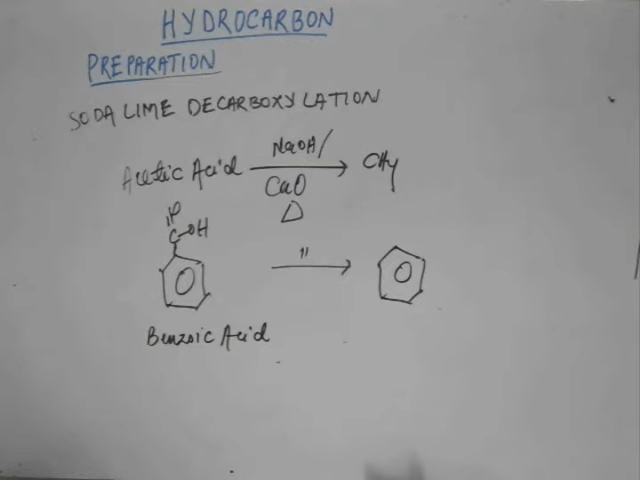 HYDROCARBON
PREPARATION
SODA LIME DECARBOXYLATION
Acetic Acid NaOH/ CaO Δ CH4
O
C-OH
"
Benzoic Acid